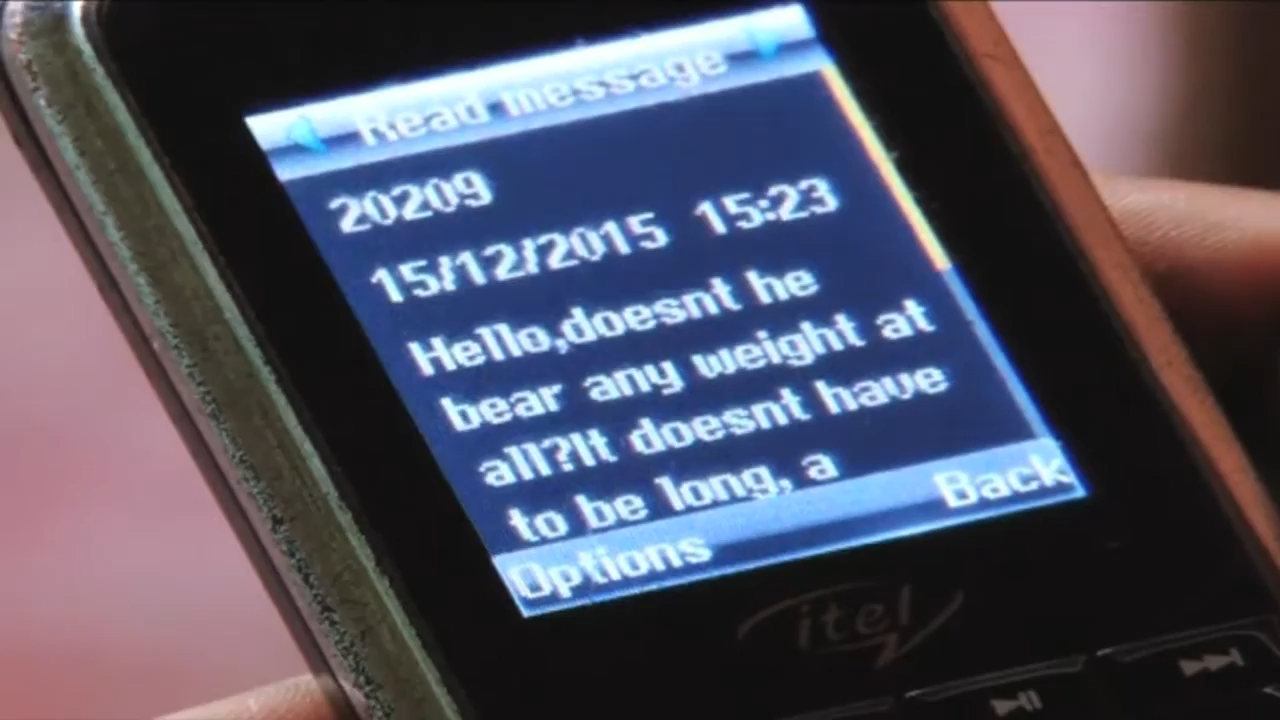 Read message
20209
15/12/2015 15:23
Hello,doesnt he
bear any weight at
all?It doesnt have
to be long, a
Options Back
itel